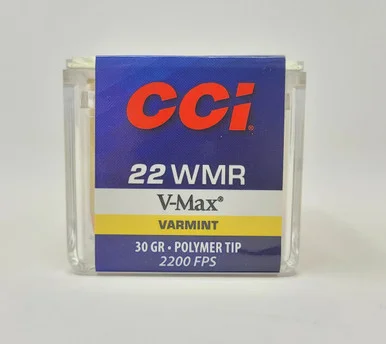 CCi®
22 WMR
V-Max®
VARMINT
30 GR • POLYMER TIP
2200 FPS